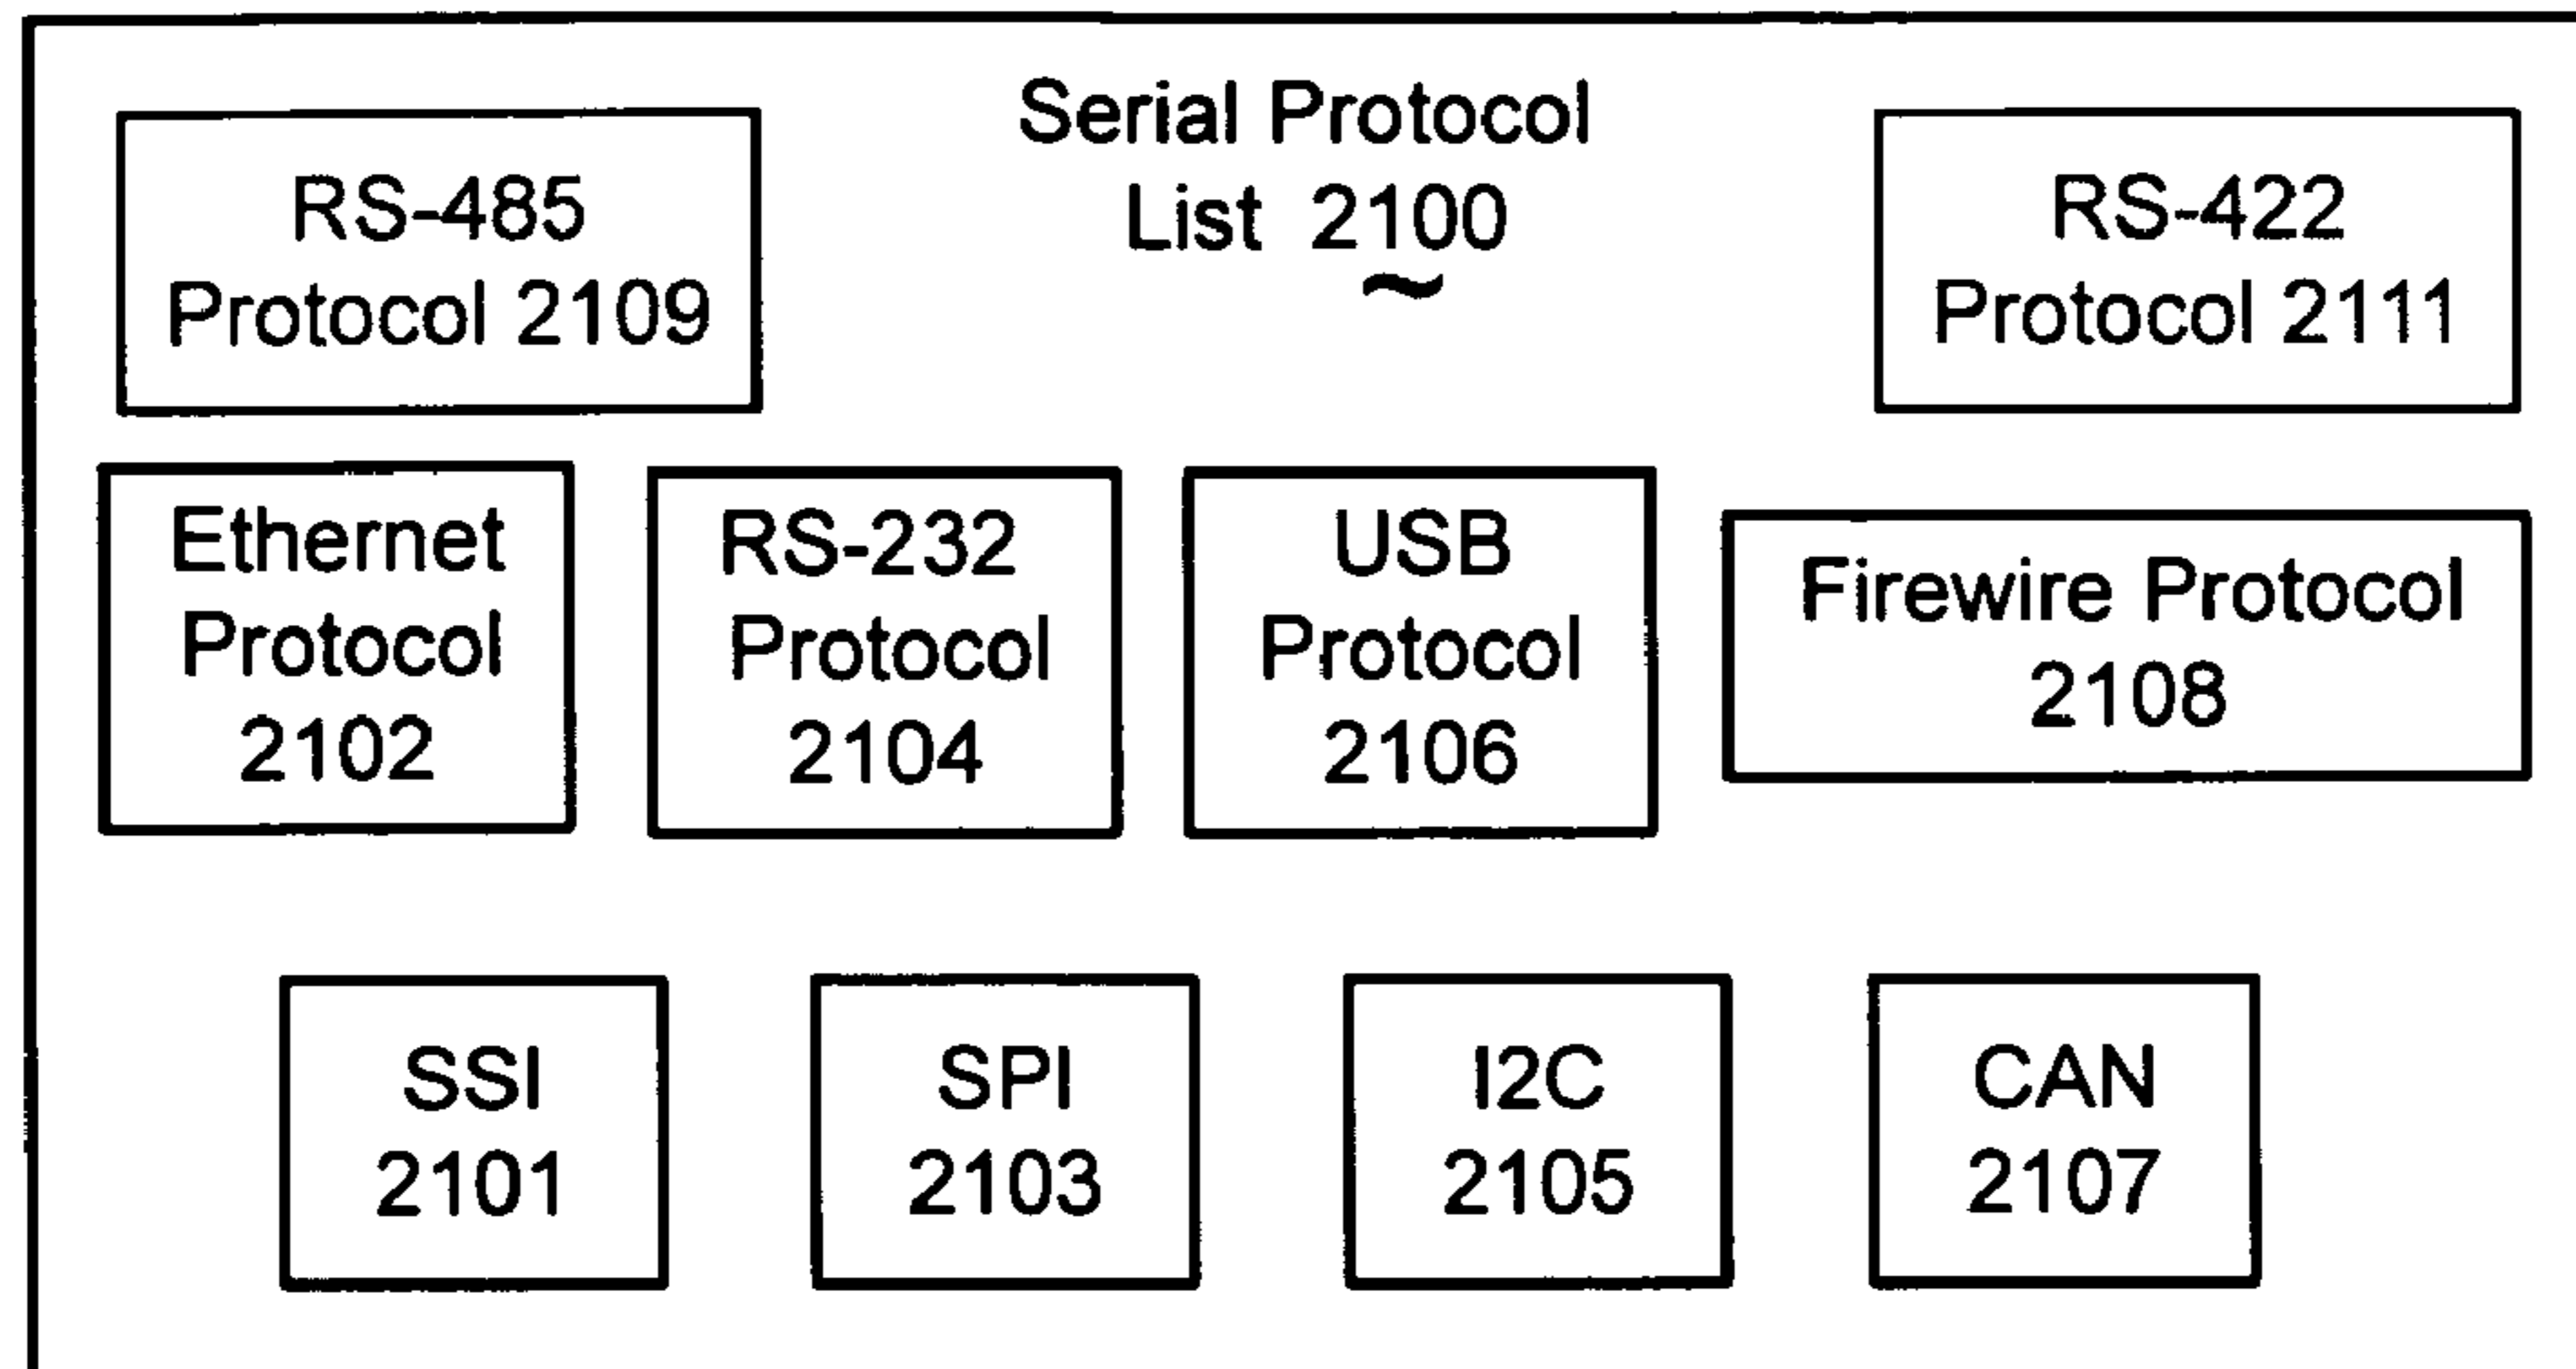 Serial Protocol
List 2100
~
RS-485
Protocol 2109
RS-422
Protocol 2111
Ethernet
Protocol
2102
RS-232
Protocol
2104
USB
Protocol
2106
Firewire Protocol
2108
SSI
2101
SPI
2103
I2C
2105
CAN
2107